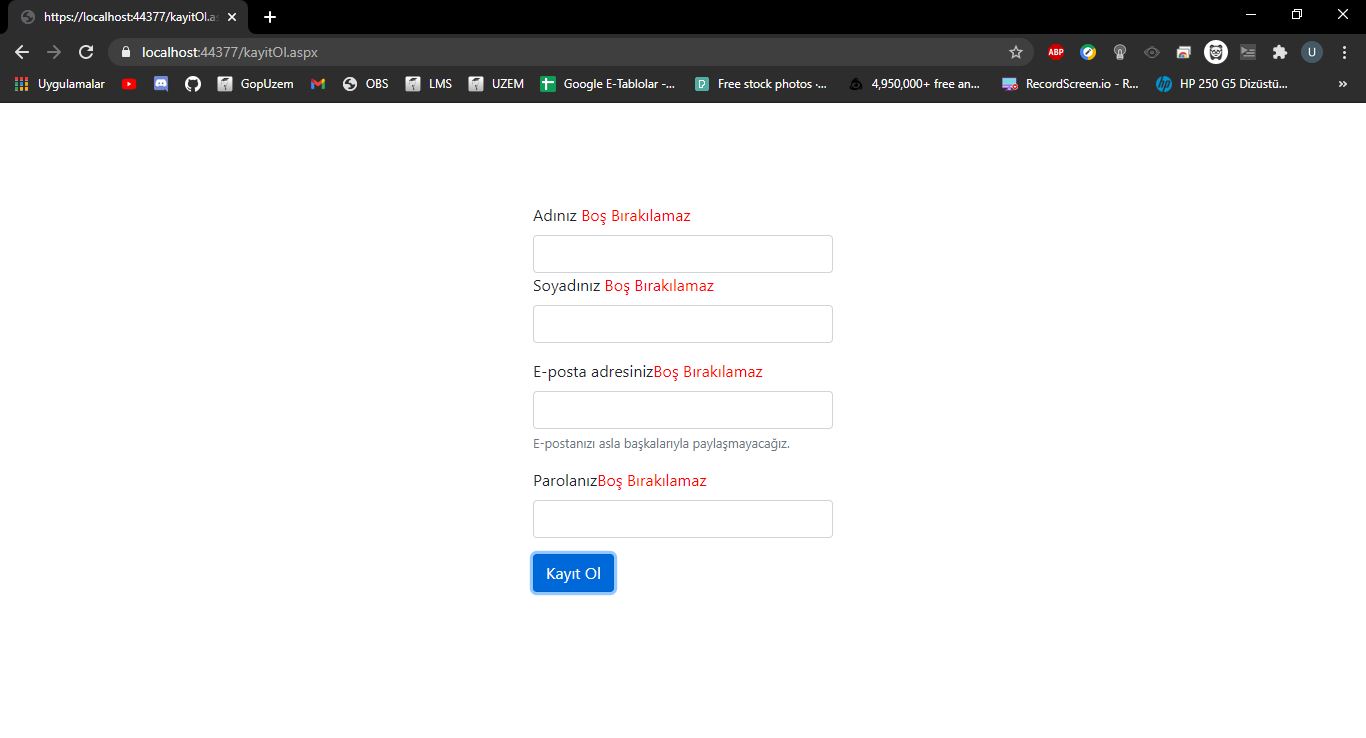 https://localhost:44377/kayitOl.as
localhost:44377/kayitOl.aspx
ABP
U
Uygulamalar GopUzem OBS LMS UZEM Google E-Tablolar -... Free stock photos ·... 4,950,000+ free an... RecordScreen.io - R... HP 250 G5 Dizüstü... »
Adınız Boş Bırakılamaz
Soyadınız Boş Bırakılamaz
E-posta adresinizBoş Bırakılamaz
E-postanızı asla başkalarıyla paylaşmayacağız.
ParolanızBoş Bırakılamaz
Kayıt Ol